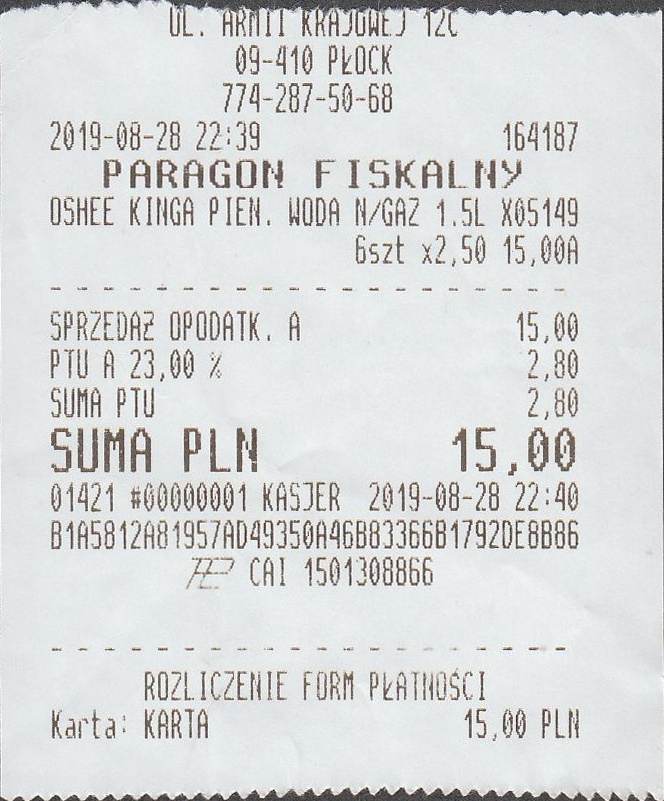 UL. ARMII KRAJOWEJ 12C
09-410 PŁOCK
774-287-50-68
2019-08-28 22:39 164187
PARAGON FISKALNY
OSHEE KINGA PIEN. WODA N/GAZ 1.5L X05149
6szt x2,50 15,00A
SPRZEDAŻ OPODATK. A 15,00
PTU A 23,00 % 2,80
SUMA PTU 2,80
SUMA PLN 15,00
01421 #00000001 KASJER 2019-08-28 22:40
B1A5812A81957AD49350A46B83366B1792DE8B86
CAI 1501308866
ROZLICZENIE FORM PŁATNOŚCI
Karta: KARTA 15,00 PLN